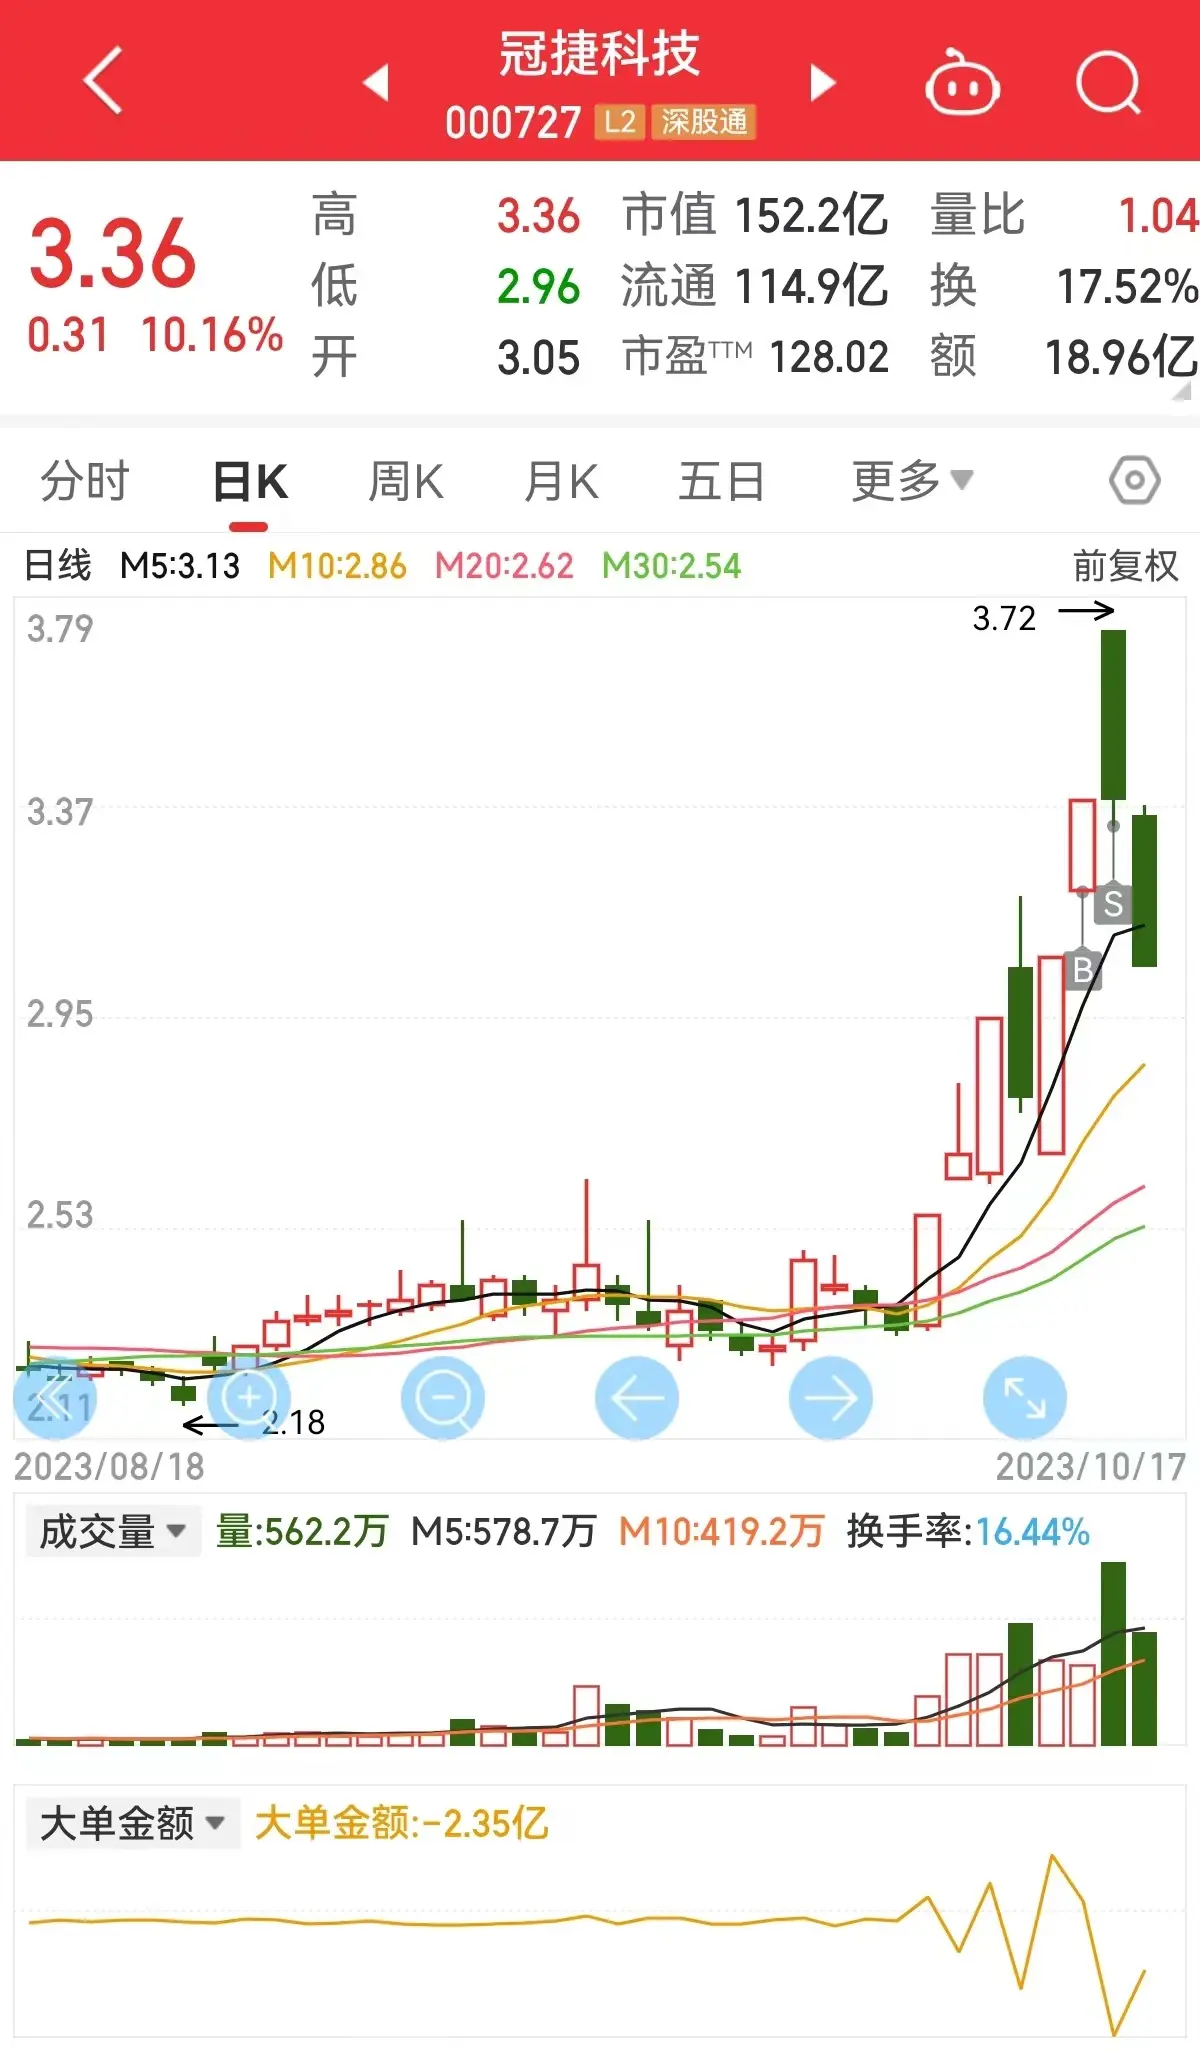 冠捷科技
000727 L2 深股通
3.36
0.31 10.16%
高 3.36 市值 152.2亿 量比 1.04
低 2.96 流通 114.9亿 换 17.52%
开 3.05 市盈TTM 128.02 额 18.96亿
分时 日K 周K 月K 五日 更多
日线 M5:3.13 M10:2.86 M20:2.62 M30:2.54 前复权
3.79
3.72
3.37
S
B
2.95
2.53
2.11
2.18
2023/08/18 2023/10/17
成交量 量:562.2万 M5:578.7万 M10:419.2万 换手率:16.44%
大单金额 大单金额:-2.35亿